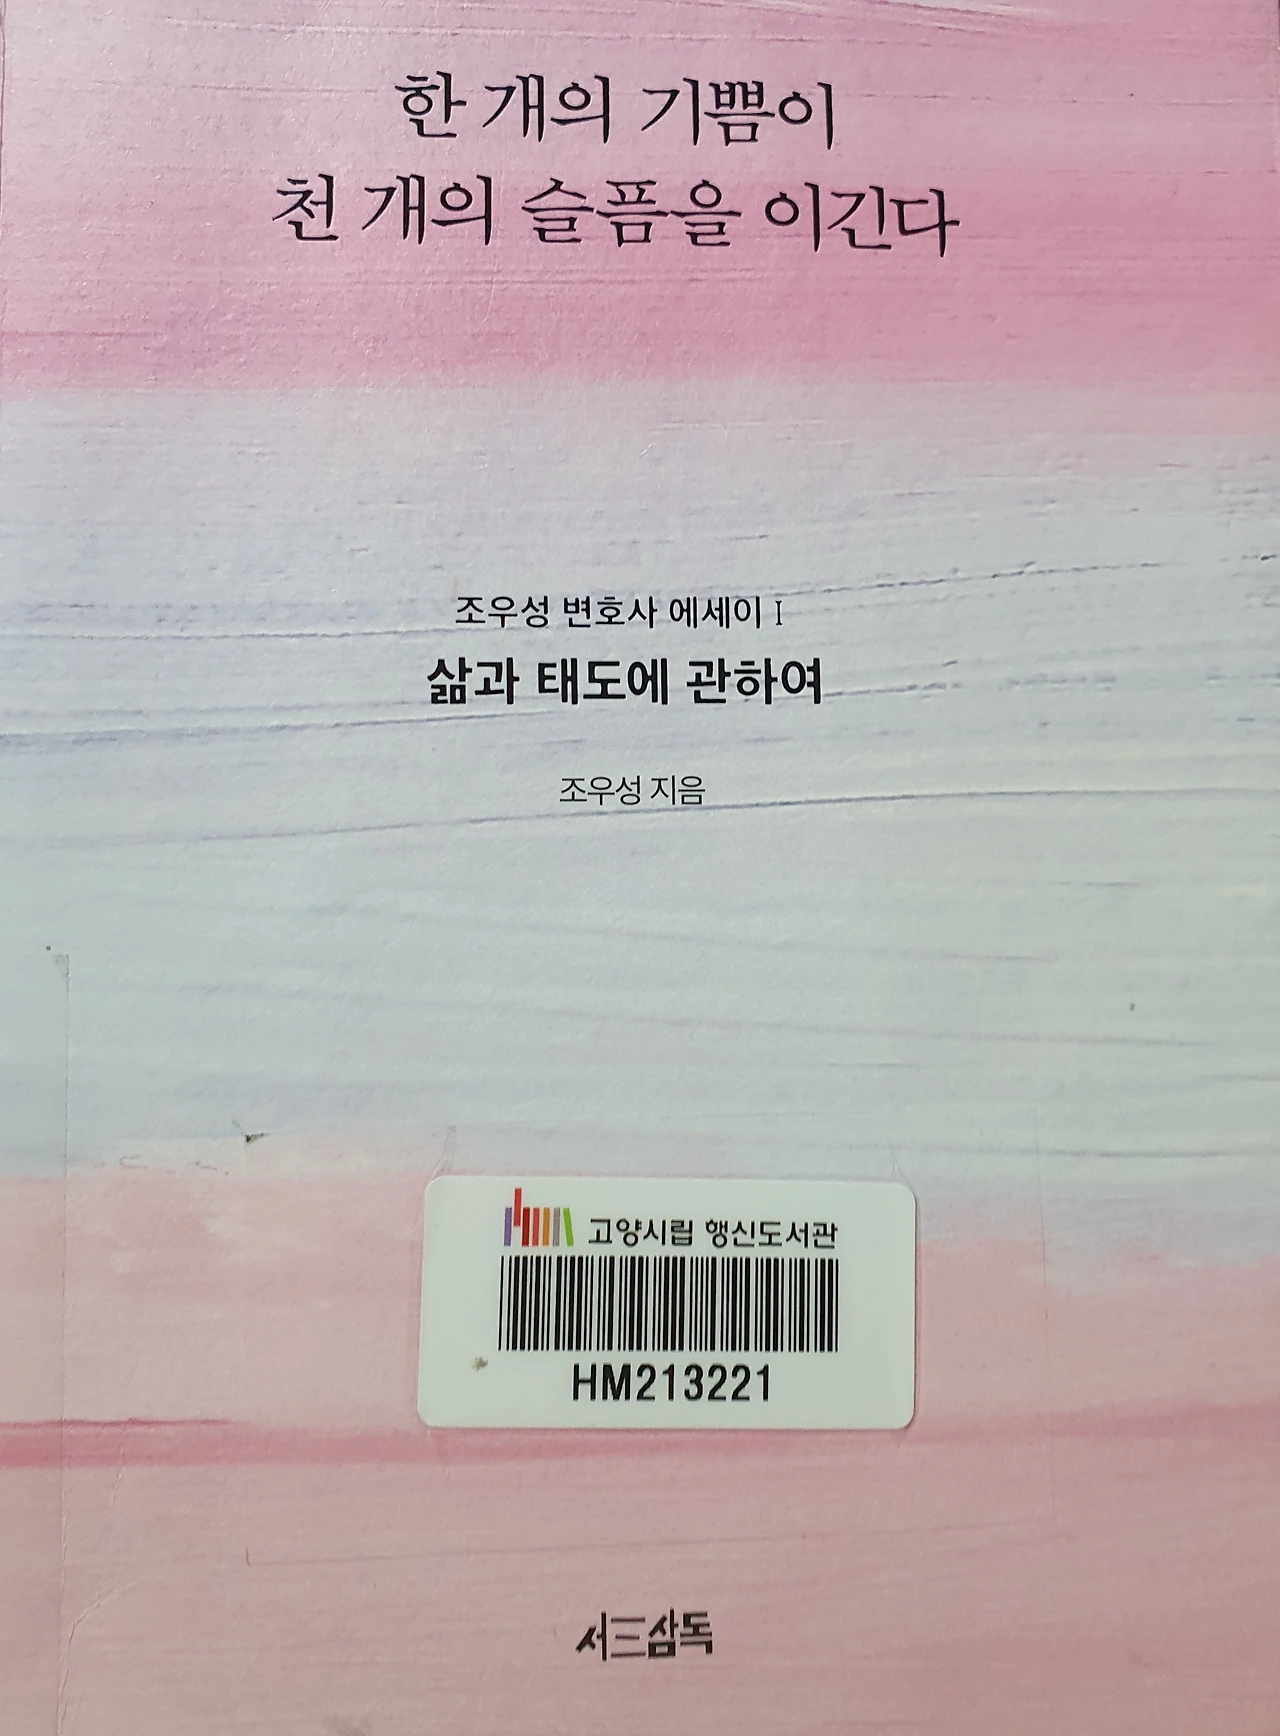 한 개의 기쁨이
천 개의 슬픔을 이긴다
조우성 변호사 에세이 I
삶과 태도에 관하여
조우성 지음
고양시립 행신도서관
HM213221
서三삼독